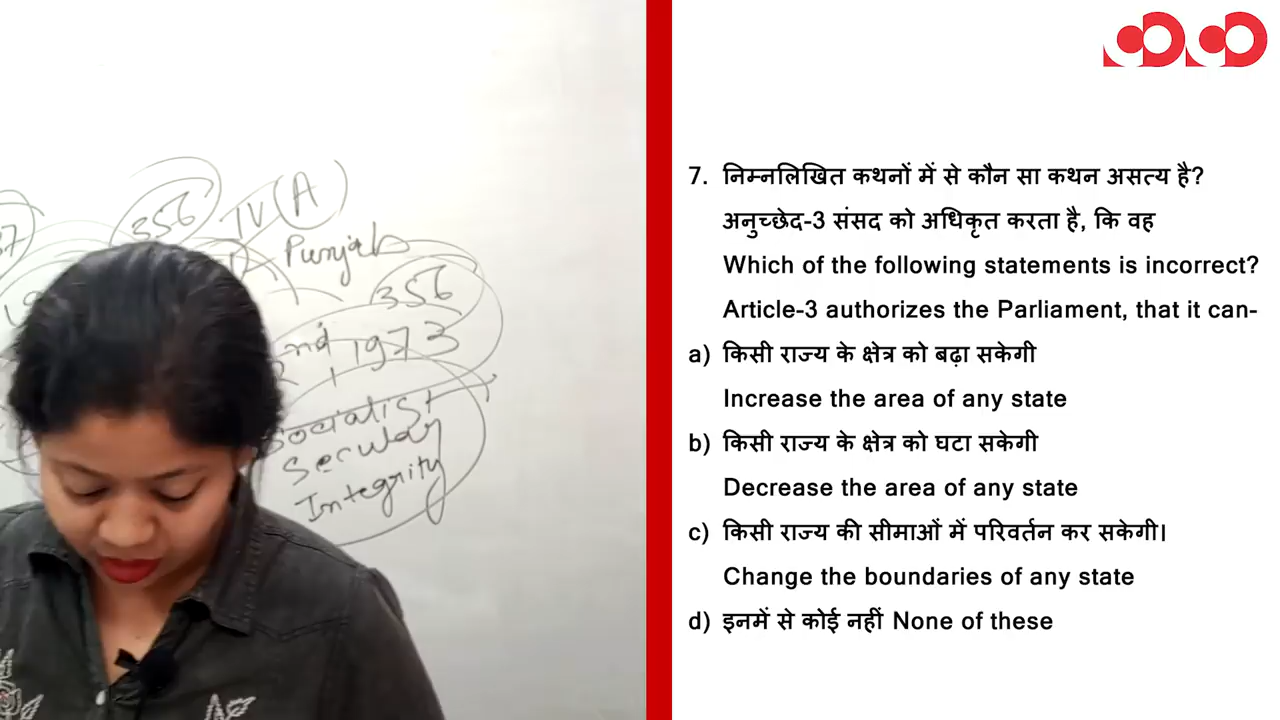 356
IV
A
Punjab
356
nd, 1973
Socialist
Secular
Integrity
7. निम्नलिखित कथनों में से कौन सा कथन असत्य है?
अनुच्छेद-3 संसद को अधिकृत करता है, कि वह
Which of the following statements is incorrect?
Article-3 authorizes the Parliament, that it can-
a) किसी राज्य के क्षेत्र को बढ़ा सकेगी
Increase the area of any state
b) किसी राज्य के क्षेत्र को घटा सकेगी
Decrease the area of any state
c) किसी राज्य की सीमाओं में परिवर्तन कर सकेगी।
Change the boundaries of any state
d) इनमें से कोई नहीं None of these